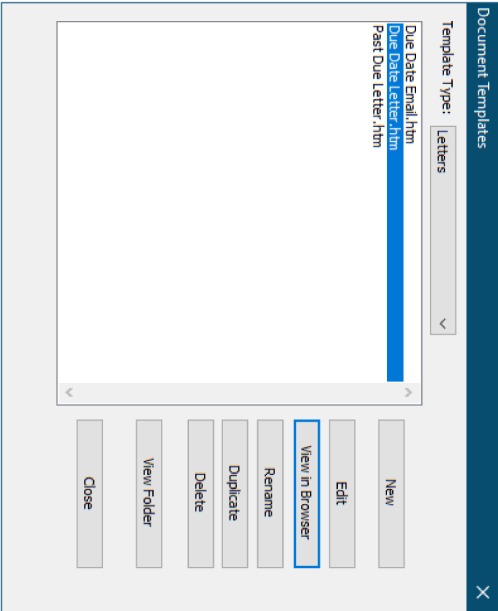 Document Templates
Template Type:
Letters
Due Date Email.htm
Due Date Letter.htm
Past Due Letter.htm
New
Edit
View in Browser
Rename
Duplicate
Delete
View Folder
Close